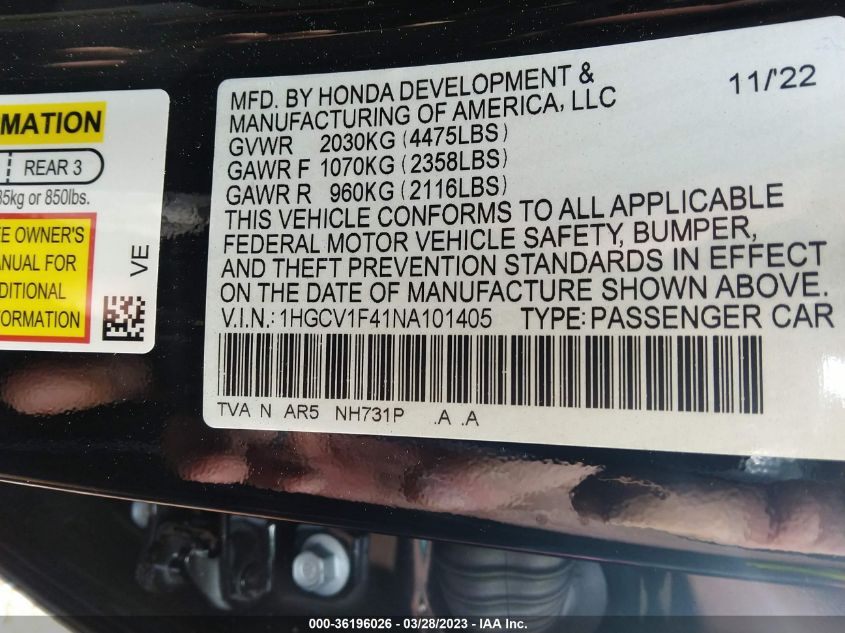 MATION
REAR 3
85kg or 850lbs.
OWNER'S
FOR
VE
MFD. BY HONDA DEVELOPMENT & 11/'22
MANUFACTURING OF AMERICA, LLC
GVWR 2030KG (4475LBS)
GAWR F 1070KG (2358LBS)
GAWR R 960KG (2116LBS)
THIS VEHICLE CONFORMS TO ALL APPLICABLE
FEDERAL MOTOR VEHICLE SAFETY, BUMPER,
AND THEFT PREVENTION STANDARDS IN EFFECT
ON THE DATE OF MANUFACTURE SHOWN ABOVE.
V.I.N.: 1HGCV1F41NA101405 TYPE: PASSENGER CAR
TVA N AR5 NH731P .A .A
000-36196026 - 03/28/2023 - © IAA, Inc.